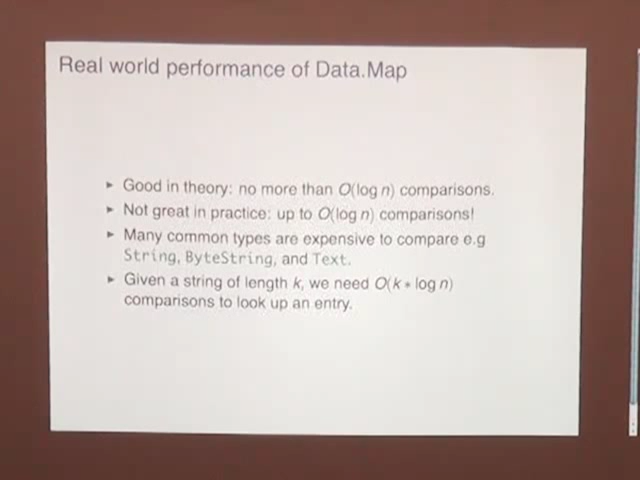 Real world performance of Data.Map
▸ Good in theory: no more than O(log n) comparisons.
▸ Not great in practice: up to O(log n) comparisons!
▸ Many common types are expensive to compare e.g
String, ByteString, and Text.
▸ Given a string of length k, we need O(k ∗ log n)
comparisons to look up an entry.